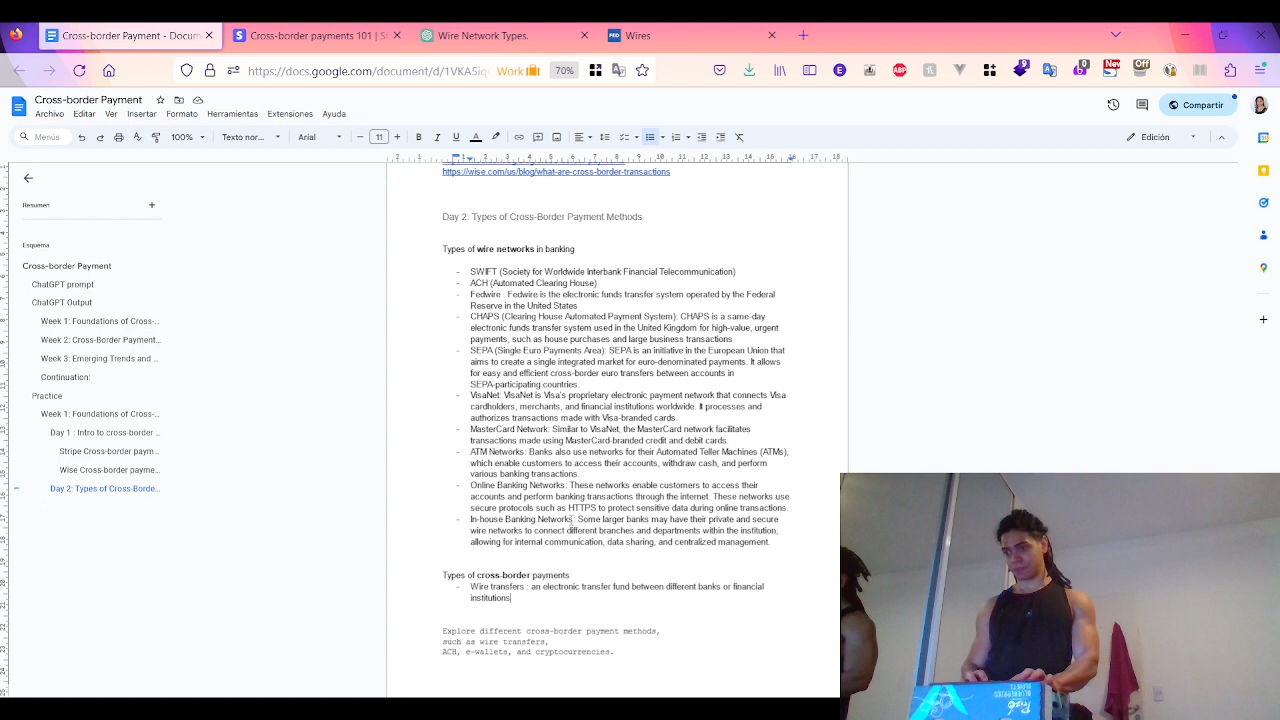 Cross-border Payment - Docum
Cross-border payments 101 | S
Wire Network Types.
PED
https://docs.google.com/document/d/1VKA5iq
Work
70%
Editar
Ver
Insertar
Formato
Herramientas
Extensiones
Ayuda
Compartir
Menús
100%
Texto nor...
Arial
11
Edición
Resumen
Esquema
Cross-border Payment
ChatGPT prompt
ChatGPT Output
Week 1: Foundations of Cross-...
Week 2: Cross-Border Payment...
Week 3: Emerging Trends and ...
Continuation:
Practice
Week 1: Foundations of Cross-...
Day 1 : Intro to cross-border ...
Stripe Cross-border paym...
Wise Cross-border payme...
Day 2: Types of Cross-Borde...
https://wise.com/us/blog/what-are-cross-border-transactions
Day 2: Types of Cross-Border Payment Methods
Types of wire networks in banking
- SWIFT (Society for Worldwide Interbank Financial Telecommunication)
- ACH (Automated Clearing House)
- Fedwire : Fedwire is the electronic funds transfer system operated by the Federal
Reserve in the United States
- CHAPS (Clearing House Automated Payment System): CHAPS is a same-day
electronic funds transfer system used in the United Kingdom for high-value, urgent
payments, such as house purchases and large business transactions
- SEPA (Single Euro Payments Area): SEPA is an initiative in the European Union that
aims to create a single integrated market for euro-denominated payments. It allows
for easy and efficient cross-border euro transfers between accounts in
SEPA-participating countries.
- VisaNet: VisaNet is Visa's proprietary electronic payment network that connects Visa
cardholders, merchants, and financial institutions worldwide. It processes and
authorizes transactions made with Visa-branded cards.
- MasterCard Network: Similar to VisaNet, the MasterCard network facilitates
transactions made using MasterCard-branded credit and debit cards.
- ATM Networks: Banks also use networks for their Automated Teller Machines (ATMs),
which enable customers to access their accounts, withdraw cash, and perform
various banking transactions.
- Online Banking Networks: These networks enable customers to access their
accounts and perform banking transactions through the internet. These networks use
secure protocols such as HTTPS to protect sensitive data during online transactions.
- In-house Banking Networks: Some larger banks may have their private and secure
wire networks to connect different branches and departments within the institution,
allowing for internal communication, data sharing, and centralized management.
Types of cross-border payments
- Wire transfers : an electronic transfer fund between different banks or financial
institutions
Explore different cross-border payment methods,
such as wire transfers,
ACH, e-wallets, and cryptocurrencies.